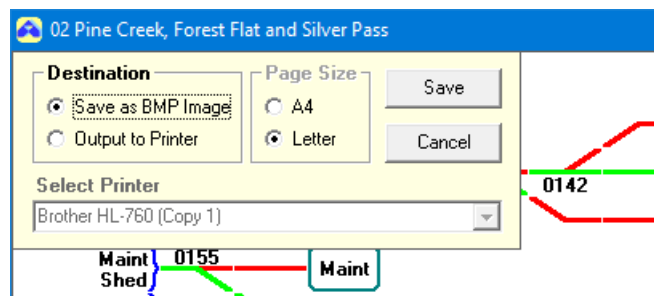 02 Pine Creek, Forest Flat and Silver Pass
Destination
Save as BMP Image
Output to Printer
Page Size
A4
Letter
Save
Cancel
Select Printer
Brother HL-760 (Copy 1)
0142
Maint
Shed
0155
Maint